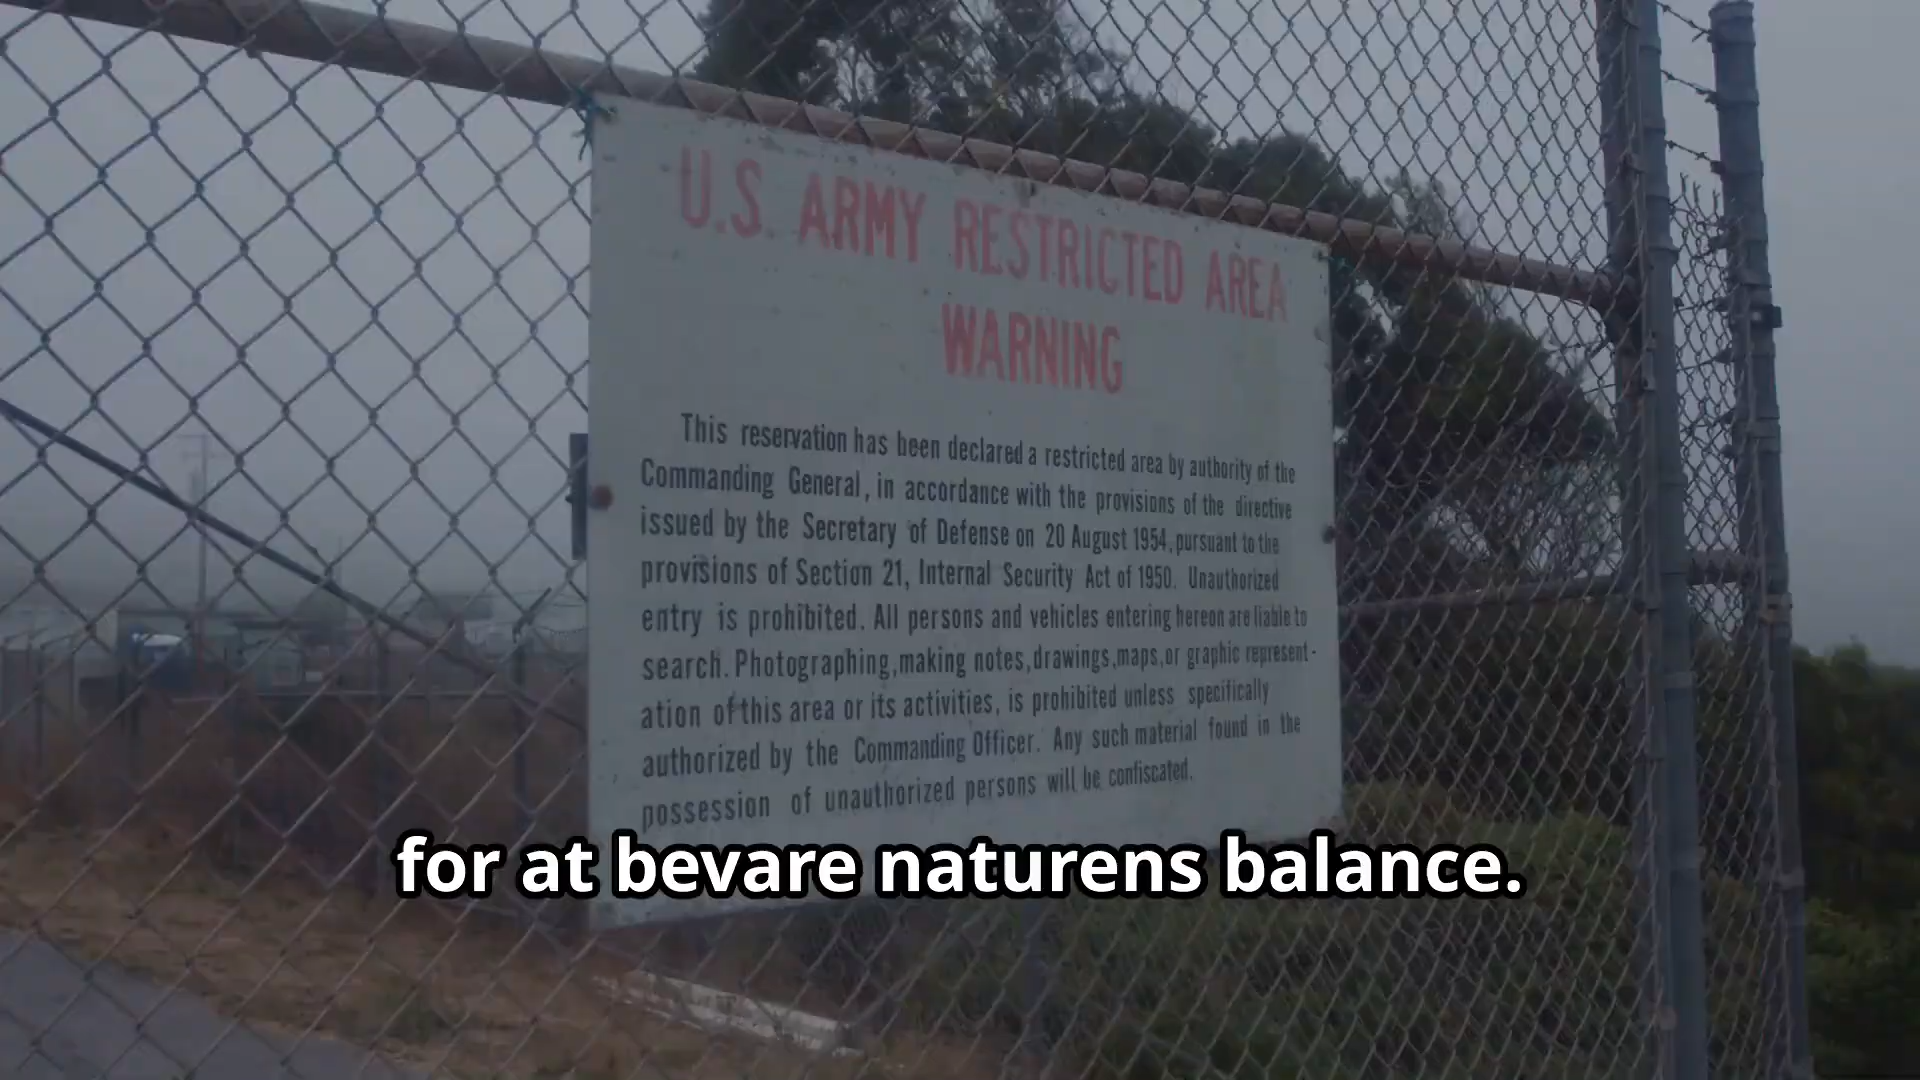 U.S. ARMY RESTRICTED AREA
WARNING
This reservation has been declared a restricted area by authority of the
Commanding General, in accordance with the provisions of the directive
issued by the Secretary of Defense on 20 August 1954, pursuant to the
provisions of Section 21, Internal Security Act of 1950. Unauthorized
entry is prohibited. All persons and vehicles entering hereon are liable to
search. Photographing, making notes, drawings, maps, or graphic represent-
ation of this area or its activities, is prohibited unless specifically
authorized by the Commanding Officer. Any such material found in the
possession of unauthorized persons will be confiscated.
for at bevare naturens balance.